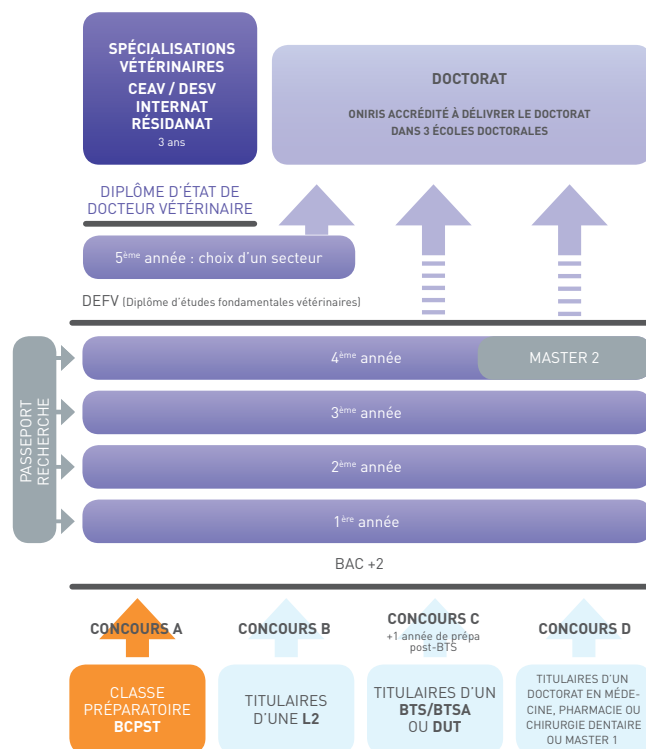 SPÉCIALISATIONS
VÉTÉRINAIRES
CEAV / DESV
INTERNAT
RÉSIDANAT
3 ans
DOCTORAT
ONIRIS ACCRÉDITÉ À DÉLIVRER LE DOCTORAT
DANS 3 ÉCOLES DOCTORALES
DIPLÔME D'ÉTAT DE
DOCTEUR VÉTÉRINAIRE
5ème année : choix d'un secteur
DEFV (Diplôme d'études fondamentales vétérinaires)
PASSEPORT
RECHERCHE
4ème année
MASTER 2
3ème année
2ème année
1ère année
BAC +2
CONCOURS A
CONCOURS B
CONCOURS C
+1 année de prépa
post-BTS
CONCOURS D
CLASSE
PRÉPARATOIRE
BCPST
TITULAIRES
D'UNE L2
TITULAIRES D'UN
BTS/BTSA
OU DUT
TITULAIRES D'UN
DOCTORAT EN MÉDE-
CINE, PHARMACIE OU
CHIRURGIE DENTAIRE
OU MASTER 1